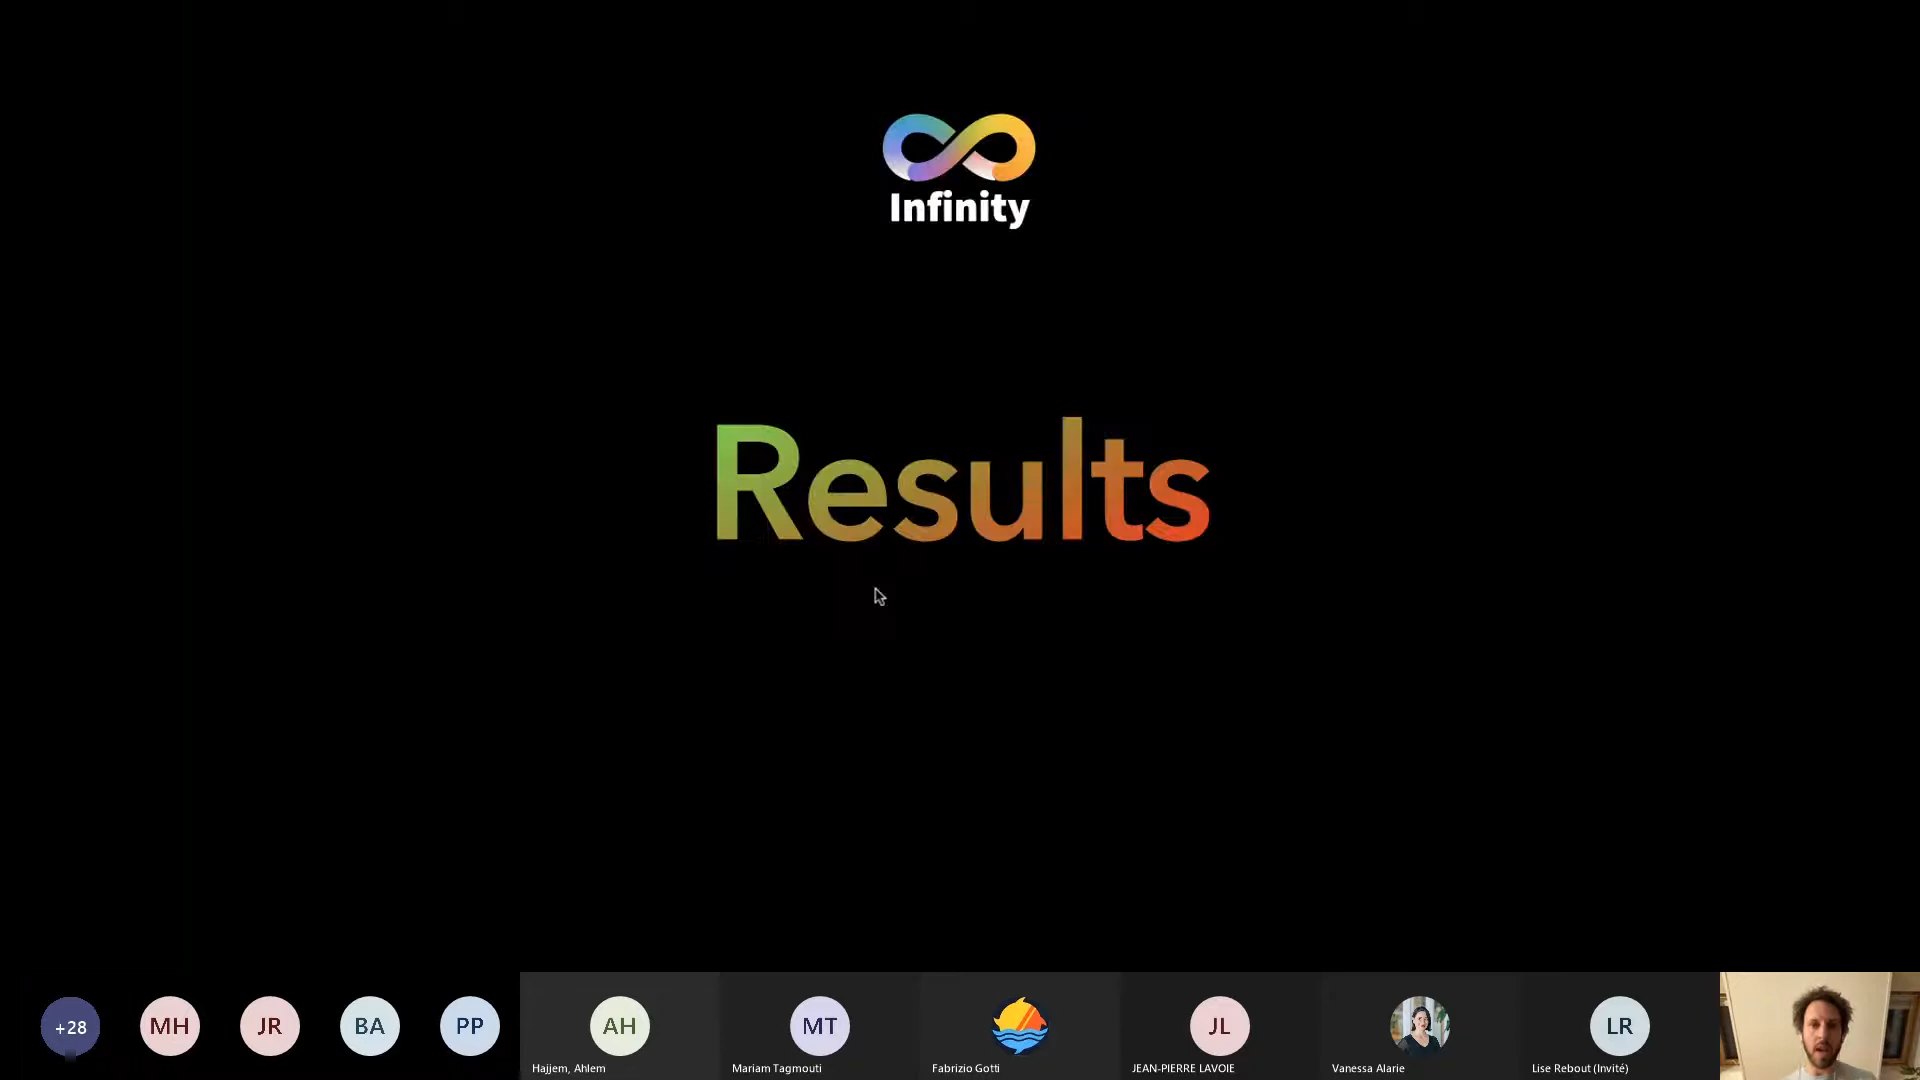 Infinity
Results
+28
MH
JR
BA
PP
AH
MT
JL
LR
Hajjem, Ahlem
Mariam Tagmouti
Fabrizio Gotti
JEAN-PIERRE LAVOIE
Vanessa Alarie
Lise Rebout (Invité)